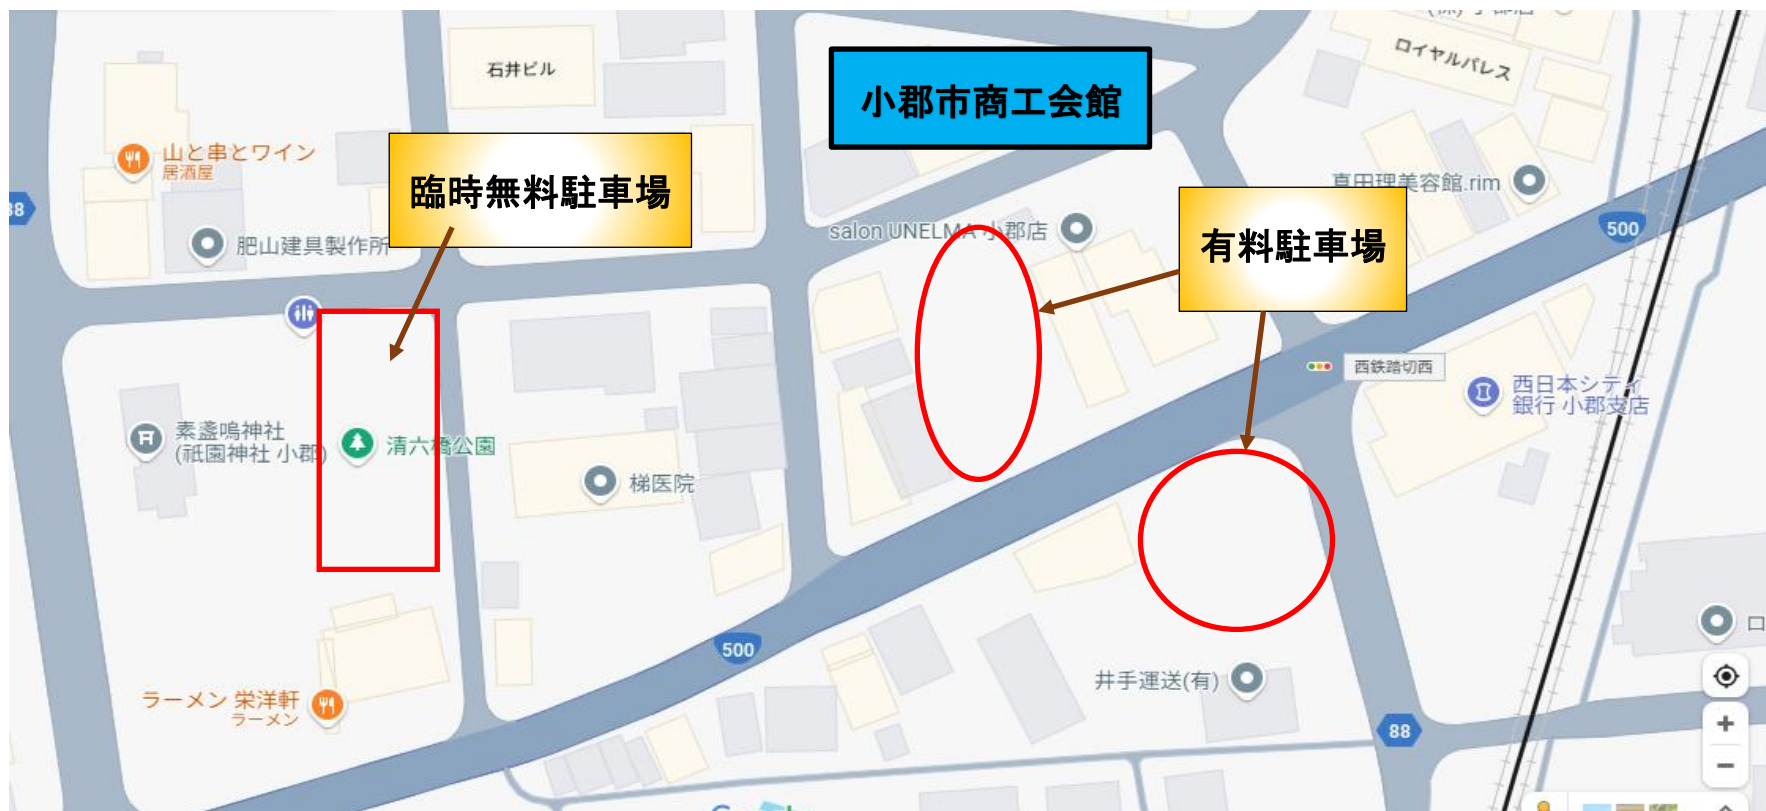 石井ビル
小郡市商工会館
ロイヤルパレス
山と串とワイン
居酒屋
臨時無料駐車場
肥山建具製作所
salon UNELMA 小郡店
真田理美容館.rim
有料駐車場
500
西鉄踏切西
西日本シティ
銀行 小郡支店
素盞嗚神社
(祇園神社 小郡)
清六橋公園
梯医院
500
井手運送(有)
ラーメン 栄洋軒
ラーメン
88